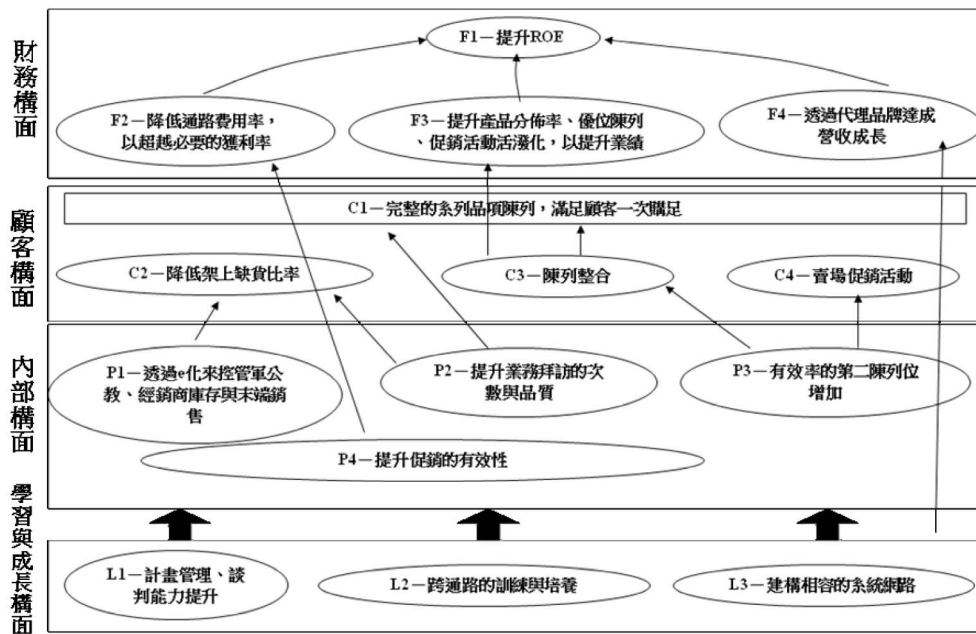 財務構面
F1－提升ROE
F2－降低通路費用率，
以超越必要的獲利率
F3－提升產品分佈率、優位陳列
、促銷活動活潑化，以提升業績
F4－透過代理品牌達成
營收成長
顧客構面
C1－完整的系列品項陳列，滿足顧客一次購足
C2－降低架上缺貨比率
C3－陳列整合
C4－賣場促銷活動
內部構面
P1－透過e化來控管軍公
教、經銷商庫存與末端銷
售
P2－提升業務拜訪的次
數與品質
P3－有效率的第二陳列位
增加
P4－提升促銷的有效性
學習與成長構面
L1－計畫管理、談
判能力提升
L2－跨通路的訓練與培養
L3－建構相容的系統網路